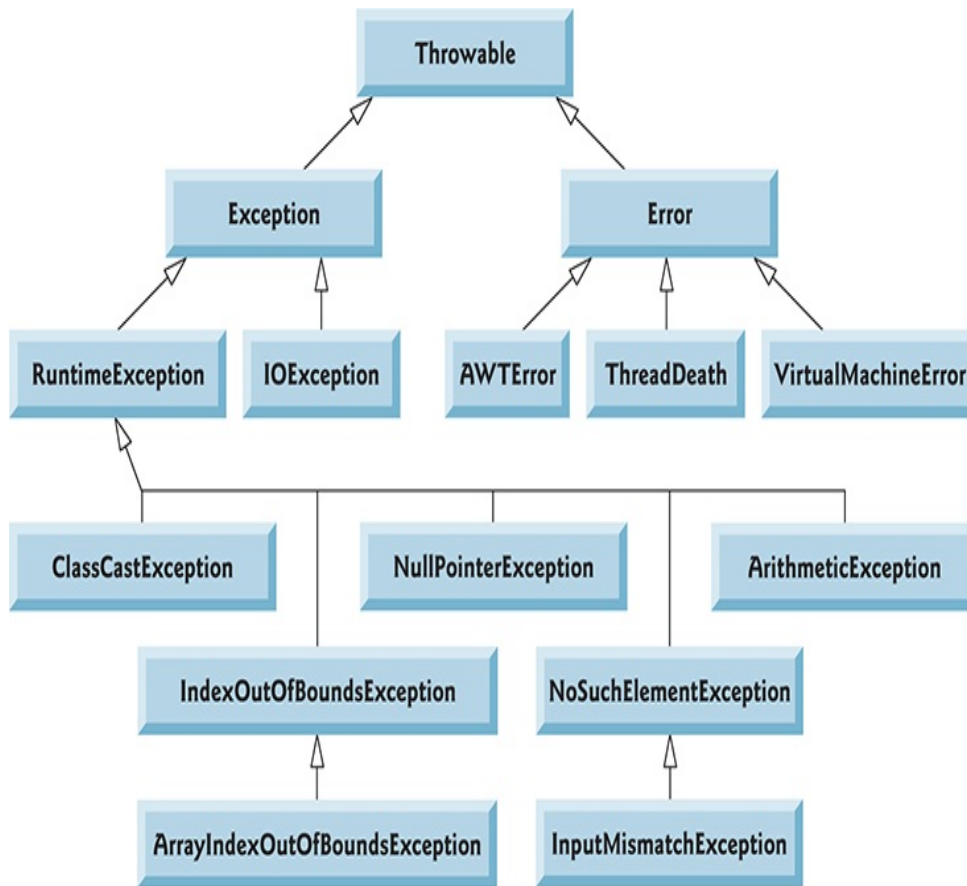 Throwable
Exception
Error
RuntimeException
IOException
AWTError
ThreadDeath
VirtualMachineError
ClassCastException
NullPointerException
ArithmeticException
IndexOutOfBoundsException
NoSuchElementException
ArrayIndexOutOfBoundsException
InputMismatchException